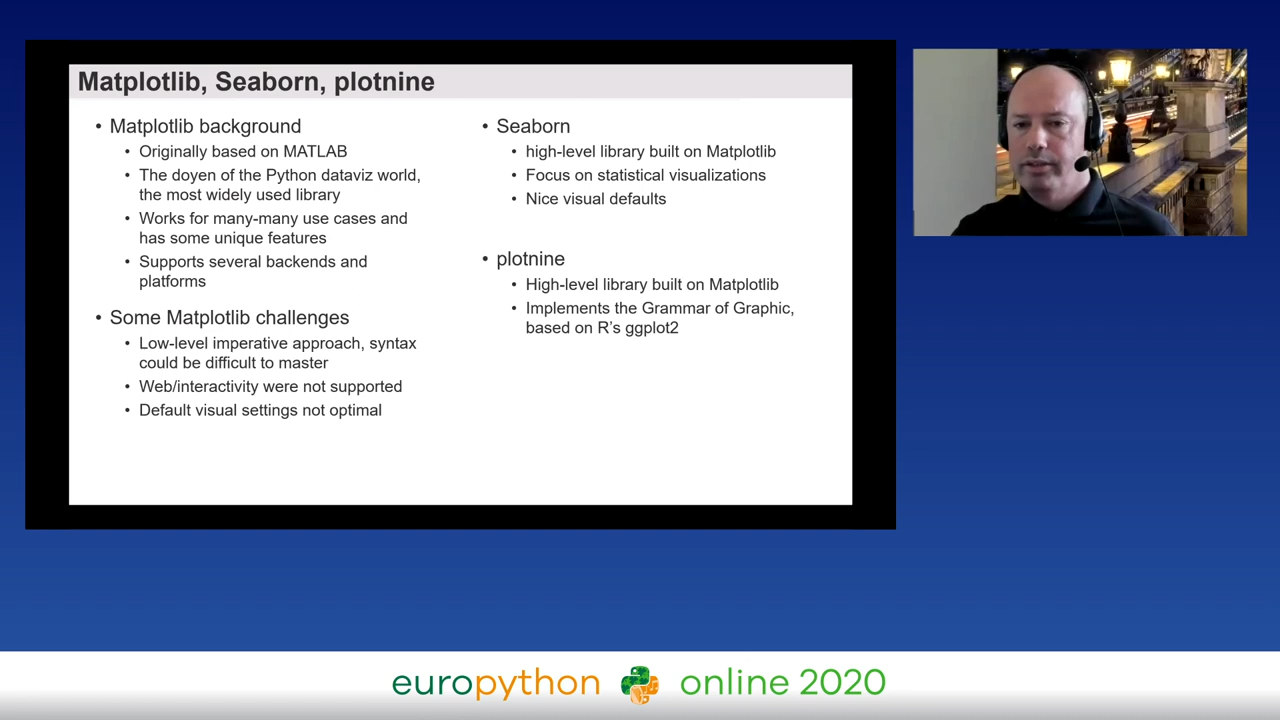 Matplotlib, Seaborn, plotnine
• Matplotlib background
• Originally based on MATLAB
• The doyen of the Python dataviz world,
the most widely used library
• Works for many-many use cases and
has some unique features
• Supports several backends and
platforms
• Some Matplotlib challenges
• Low-level imperative approach, syntax
could be difficult to master
• Web/interactivity were not supported
• Default visual settings not optimal
• Seaborn
• high-level library built on Matplotlib
• Focus on statistical visualizations
• Nice visual defaults
• plotnine
• High-level library built on Matplotlib
• Implements the Grammar of Graphic,
based on R's ggplot2
europython online 2020